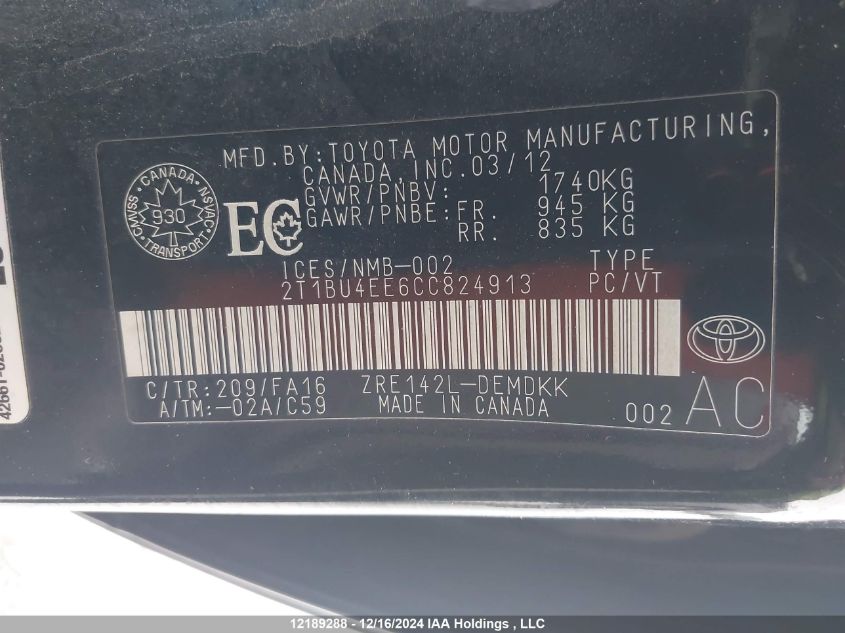 MFD. BY: TOYOTA MOTOR MANUFACTURING,
CANADA, INC. 03/12
GVWR/PNBV: 1740KG
GAWR/PNBE: FR. 945 KG
RR. 835 KG
CANADA
CMVSS 930 NSVAC
TRANSPORT
EC
ICES/NMB-002 TYPE
2T1BU4EE6CC824913 PC/VT
C/TR: 209/FA16 ZRE142L-DEMDKK
A/TM: -02A/C59 MADE IN CANADA
002 AC
12189288 - 12/16/2024 IAA Holdings , LLC